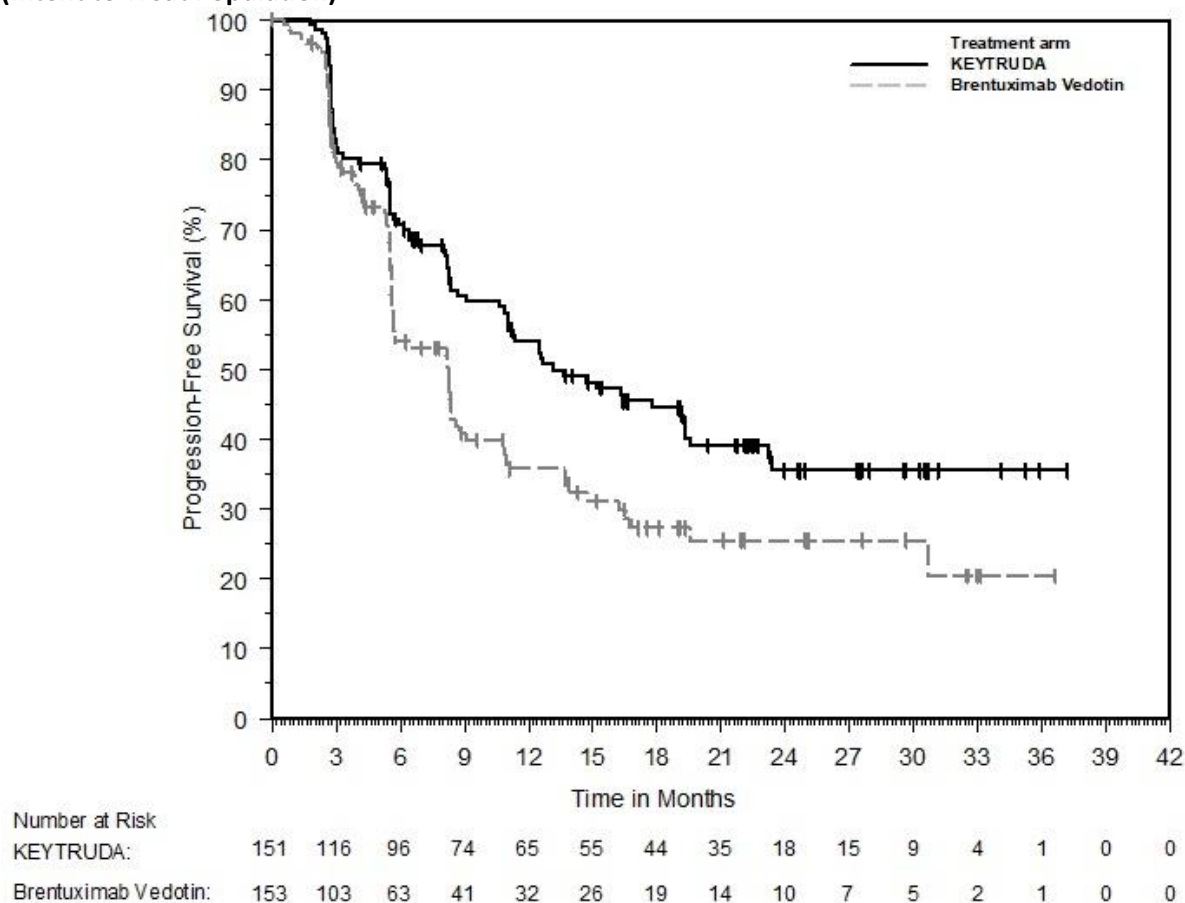 100
90
80
70
60
50
40
30
20
10
0
Progression-Free Survival (%)
Treatment arm
KEYTRUDA
Brentuximab Vedotin
0 3 6 9 12 15 18 21 24 27 30 33 36 39 42
Time in Months
Number at Risk
KEYTRUDA: 151 116 96 74 65 55 44 35 18 15 9 4 1 0 0
Brentuximab Vedotin: 153 103 63 41 32 26 19 14 10 7 5 2 1 0 0